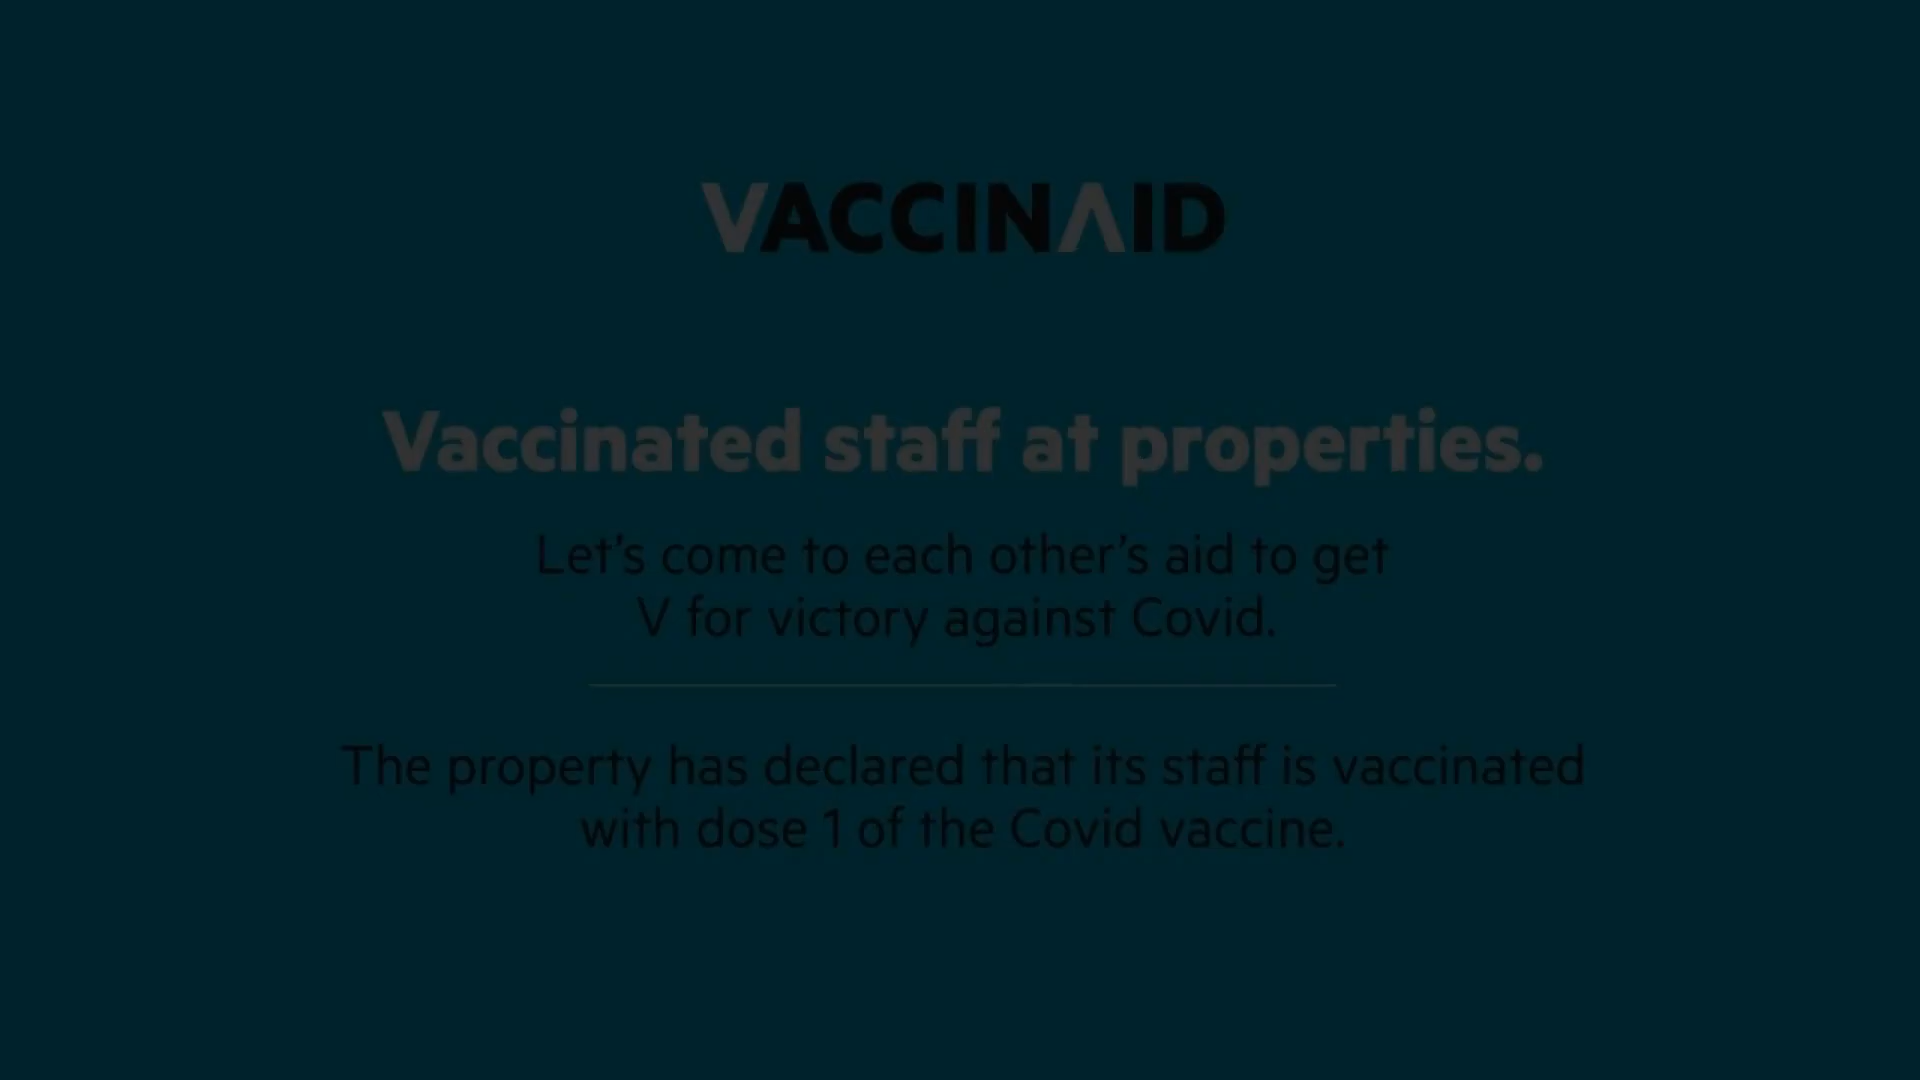 VACCINAID
Vaccinated staff at properties.
Let's come to each other's aid to get
V for victory against Covid.
The property has declared that its staff is vaccinated
with dose 1 of the Covid vaccine.